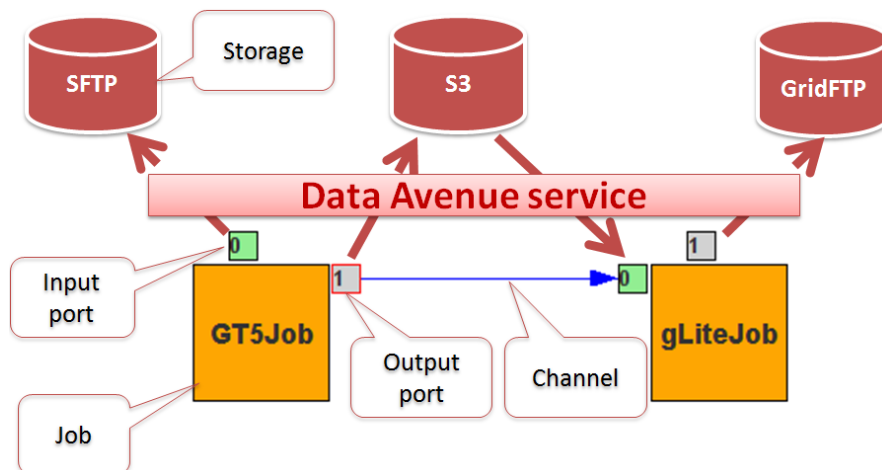 Storage
SFTP
S3
GridFTP
Data Avenue service
0
1
Input
port
1
0
GT5Job
gLiteJob
Output
port
Channel
Job